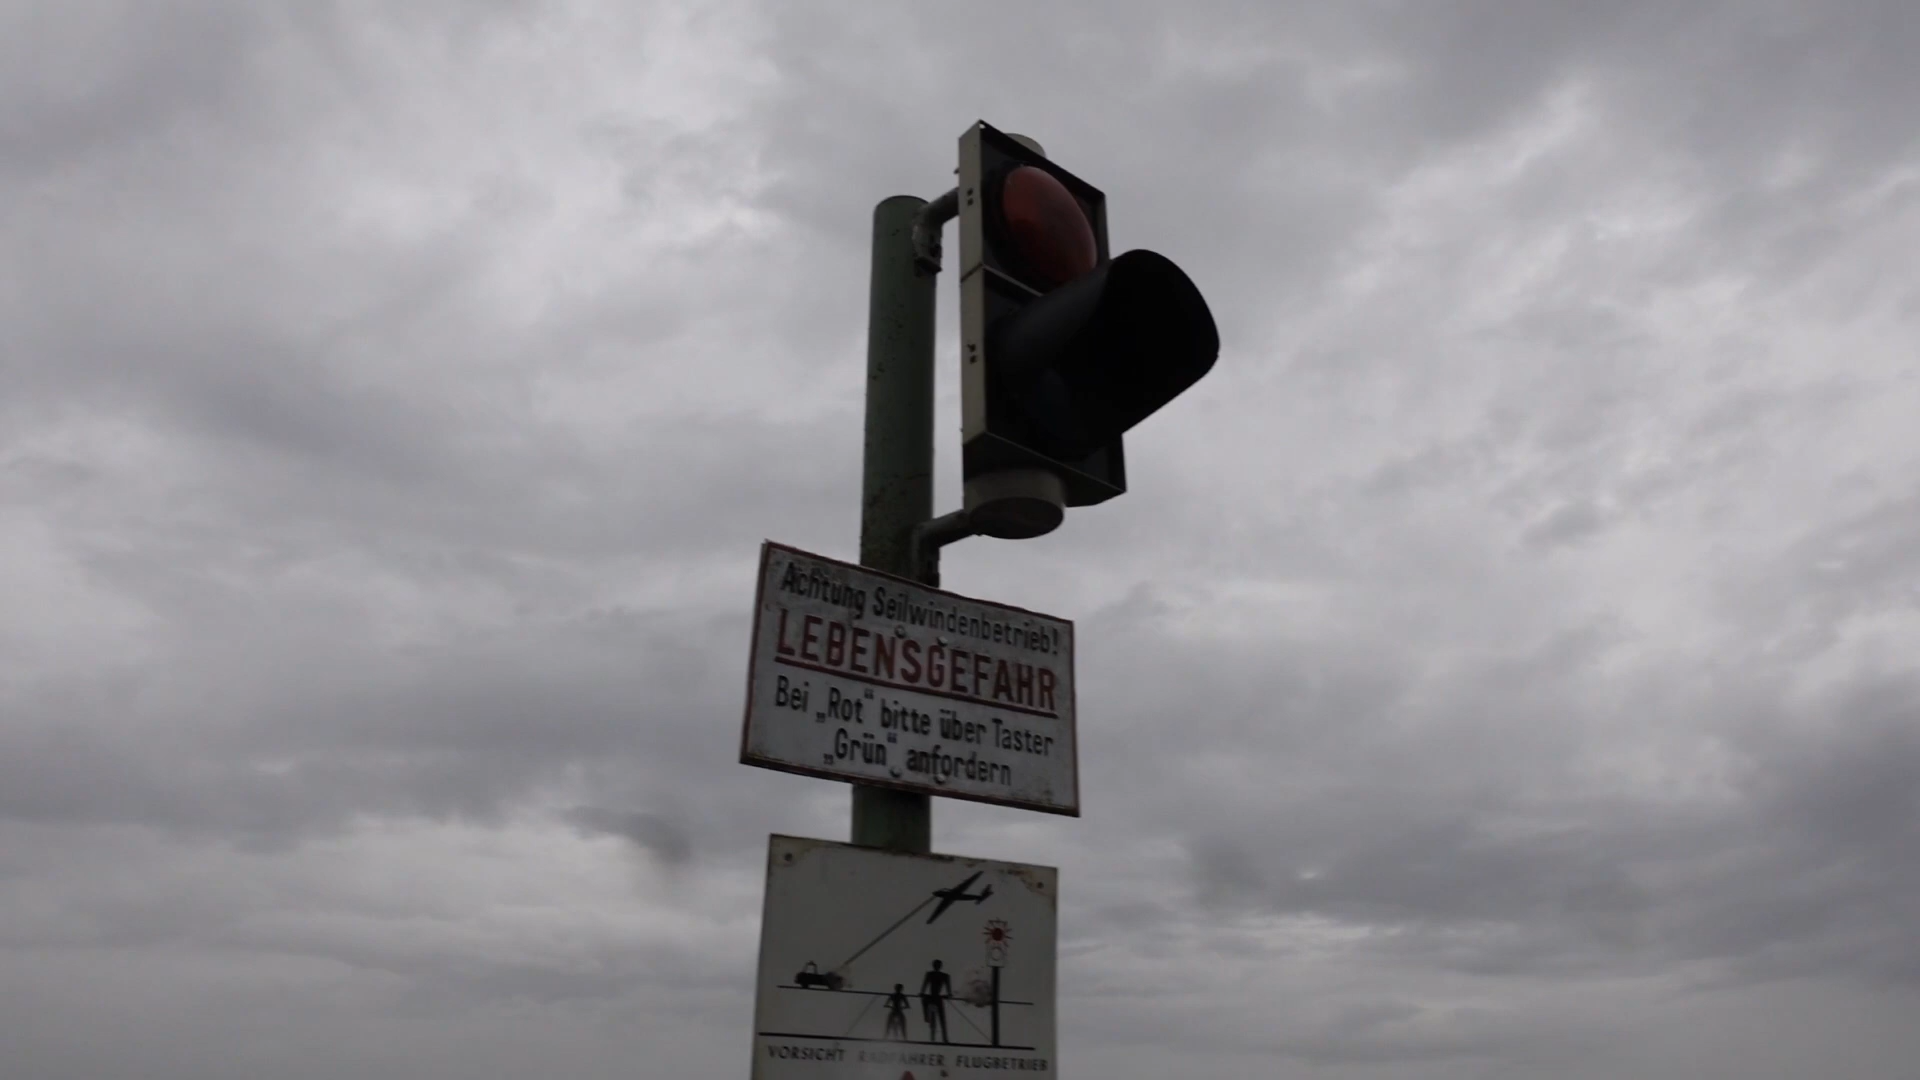 Achtung Seilwindenbetrieb!
LEBENSGEFAHR
Bei „Rot“ bitte über Taster
„Grün“ anfordern
VORSICHT RADFAHRER FLUGBETRIEB